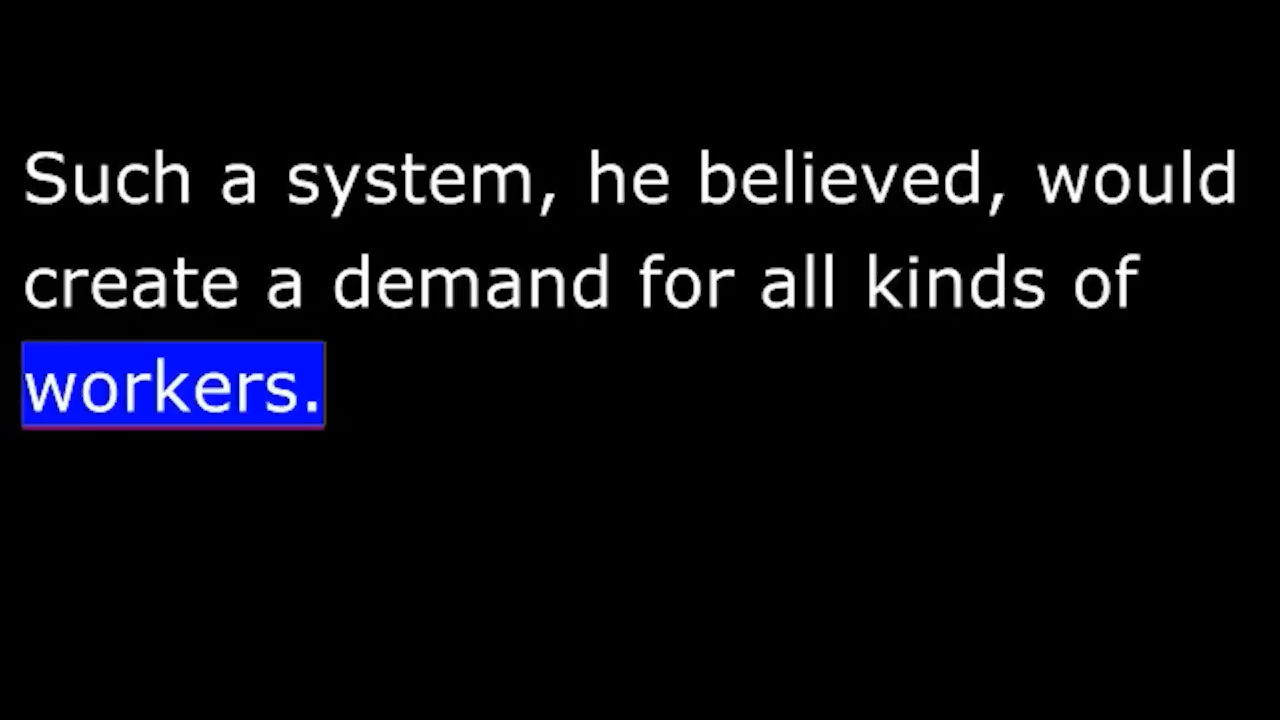 Such a system, he believed, would
create a demand for all kinds of
workers.